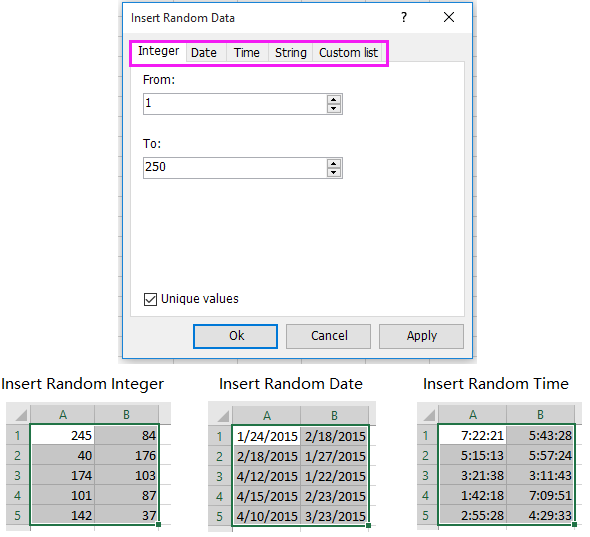 Insert Random Data ?
Integer Date Time String Custom list
From:
1
To:
250
Unique values
Ok Cancel Apply
Insert Random Integer Insert Random Date Insert Random Time
A B A B A B
1 245 84 1 1/24/2015 2/18/2015 1 7:22:21 5:43:28
2 40 176 2 2/18/2015 1/27/2015 2 5:15:13 5:57:24
3 174 103 3 4/12/2015 1/22/2015 3 3:21:38 3:11:43
4 101 87 4 4/15/2015 2/23/2015 4 1:42:18 7:09:51
5 142 37 5 4/10/2015 3/23/2015 5 2:55:28 4:29:33